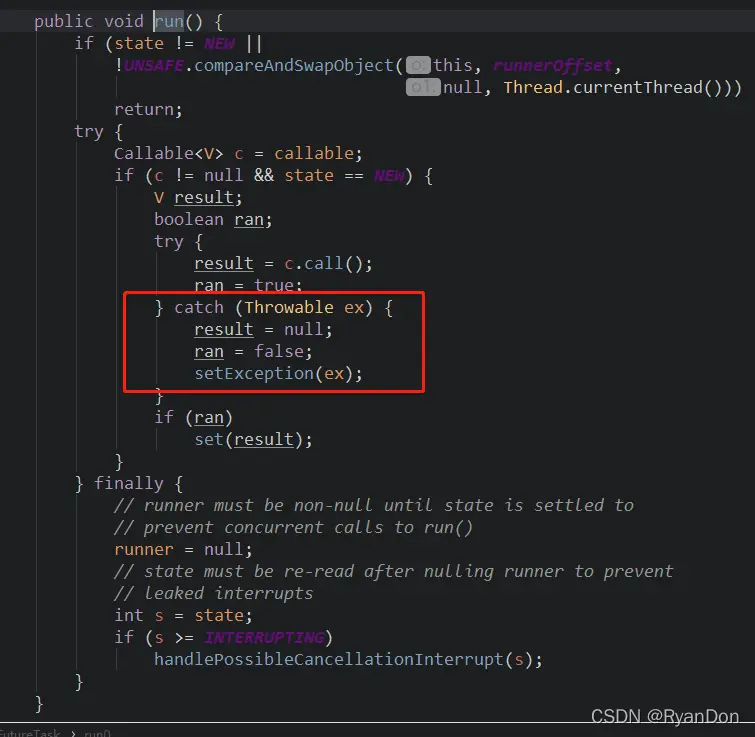 public void run() {
if (state != NEW ||
!UNSAFE.compareAndSwapObject( o: this, runnerOffset,
o1: null, Thread.currentThread()))
return;
try {
Callable<V> c = callable;
if (c != null && state == NEW) {
V result;
boolean ran;
try {
result = c.call();
ran = true;
} catch (Throwable ex) {
result = null;
ran = false;
setException(ex);
}
if (ran)
set(result);
}
} finally {
// runner must be non-null until state is settled to
// prevent concurrent calls to run()
runner = null;
// state must be re-read after nulling runner to prevent
// leaked interrupts
int s = state;
if (s >= INTERRUPTING)
handlePossibleCancellationInterrupt(s);
}
}
CSDN @RyanDon
FutureTask > run()